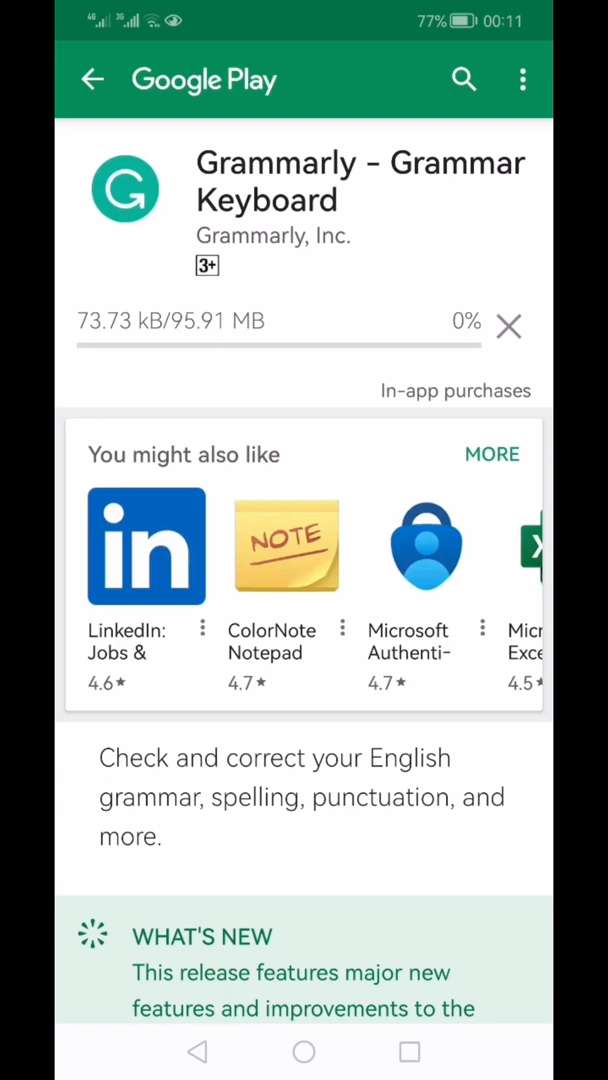 4G 3G 77% 00:11
Google Play
Grammarly - Grammar
Keyboard
Grammarly, Inc.
3+
73.73 kB/95.91 MB 0%
In-app purchases
You might also like MORE
in NOTE
LinkedIn: ColorNote Microsoft Micr
Jobs & Notepad Authenti- Exce
4.6★ 4.7★ 4.7★ 4.5★
Check and correct your English
grammar, spelling, punctuation, and
more.
WHAT'S NEW
This release features major new
features and improvements to the